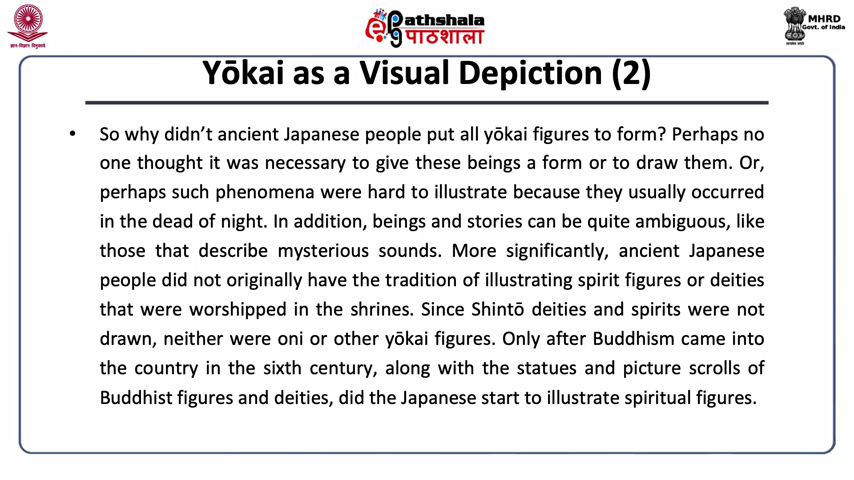 ज्ञान-विज्ञान विमुक्तये
ePathshala
पाठशाला
MHRD
Govt. of India
Yōkai as a Visual Depiction (2)
• So why didn’t ancient Japanese people put all yōkai figures to form? Perhaps no
one thought it was necessary to give these beings a form or to draw them. Or,
perhaps such phenomena were hard to illustrate because they usually occurred
in the dead of night. In addition, beings and stories can be quite ambiguous, like
those that describe mysterious sounds. More significantly, ancient Japanese
people did not originally have the tradition of illustrating spirit figures or deities
that were worshipped in the shrines. Since Shintō deities and spirits were not
drawn, neither were oni or other yōkai figures. Only after Buddhism came into
the country in the sixth century, along with the statues and picture scrolls of
Buddhist figures and deities, did the Japanese start to illustrate spiritual figures.